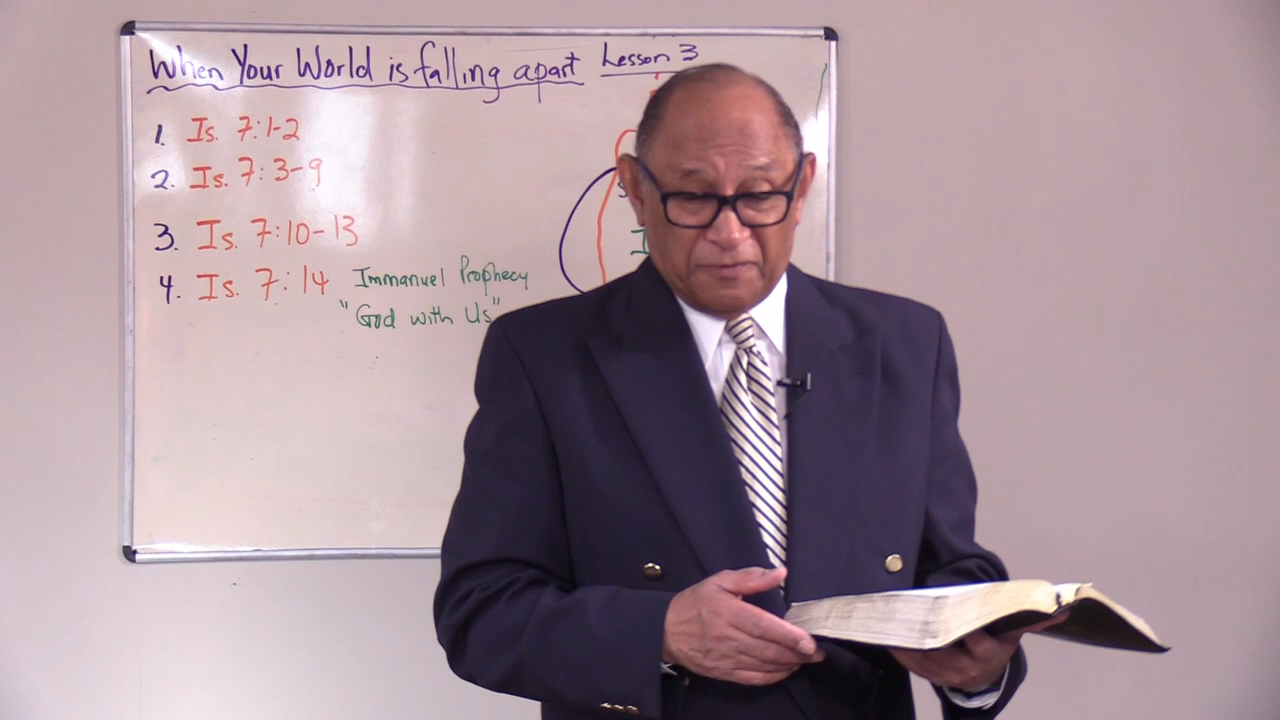 When Your World is falling apart Lesson 3
1. Is. 7:1-2
2. Is. 7:3-9
3. Is. 7:10-13
4. Is. 7:14 Immanuel Prophecy
"God with Us"